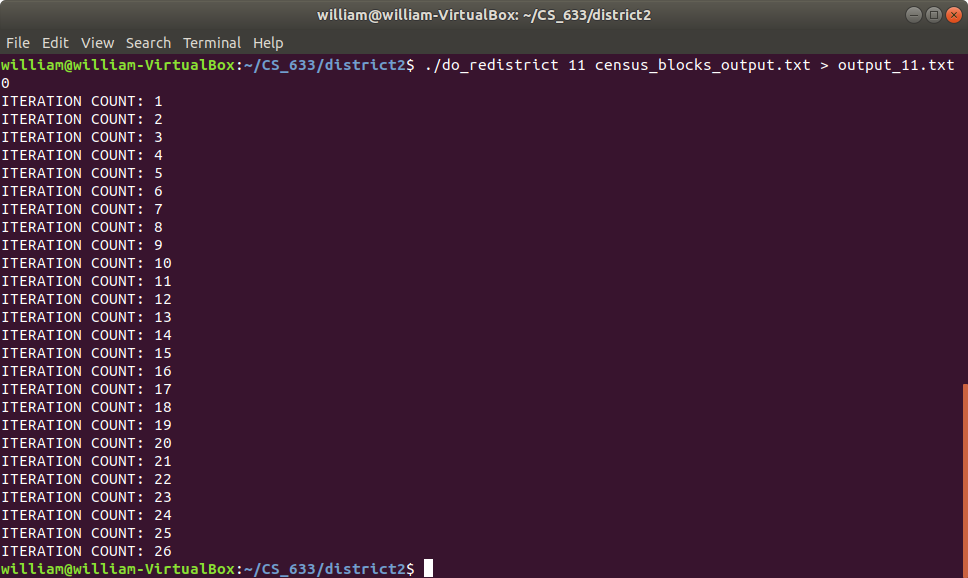 william@william-VirtualBox: ~/CS_633/district2
File Edit View Search Terminal Help
william@william-VirtualBox:~/CS_633/district2$ ./do_redistrict 11 census_blocks_output.txt > output_11.txt
0
ITERATION COUNT: 1
ITERATION COUNT: 2
ITERATION COUNT: 3
ITERATION COUNT: 4
ITERATION COUNT: 5
ITERATION COUNT: 6
ITERATION COUNT: 7
ITERATION COUNT: 8
ITERATION COUNT: 9
ITERATION COUNT: 10
ITERATION COUNT: 11
ITERATION COUNT: 12
ITERATION COUNT: 13
ITERATION COUNT: 14
ITERATION COUNT: 15
ITERATION COUNT: 16
ITERATION COUNT: 17
ITERATION COUNT: 18
ITERATION COUNT: 19
ITERATION COUNT: 20
ITERATION COUNT: 21
ITERATION COUNT: 22
ITERATION COUNT: 23
ITERATION COUNT: 24
ITERATION COUNT: 25
ITERATION COUNT: 26
william@william-VirtualBox:~/CS_633/district2$